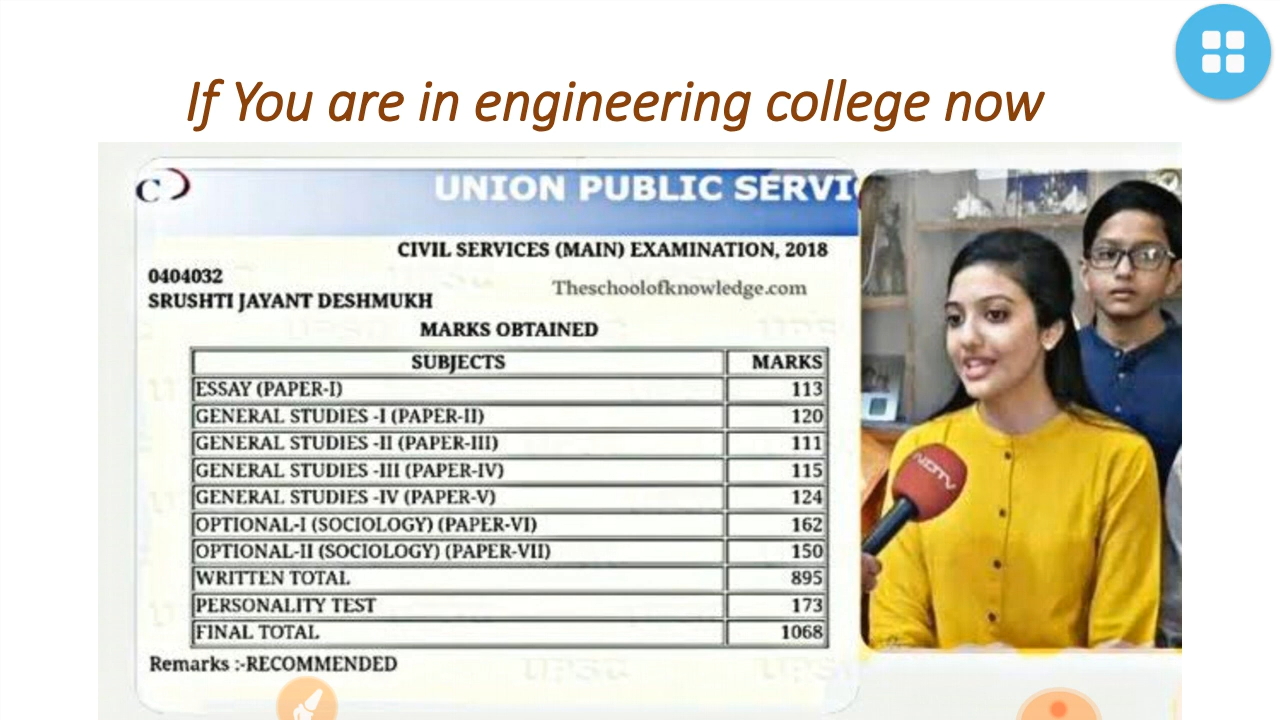 If You are in engineering college now
UNION PUBLIC SERVIC
CIVIL SERVICES (MAIN) EXAMINATION, 2018
0404032
Theschoolofknowledge.com
SRUSHTI JAYANT DESHMUKH
MARKS OBTAINED
SUBJECTS MARKS
ESSAY (PAPER-I) 113
GENERAL STUDIES -I (PAPER-II) 120
GENERAL STUDIES -II (PAPER-III) 111
GENERAL STUDIES -III (PAPER-IV) 115
GENERAL STUDIES -IV (PAPER-V) 124
OPTIONAL-I (SOCIOLOGY) (PAPER-VI) 162
OPTIONAL-II (SOCIOLOGY) (PAPER-VII) 150
WRITTEN TOTAL 895
PERSONALITY TEST 173
FINAL TOTAL 1068
Remarks :-RECOMMENDED
NDTV
UPSC